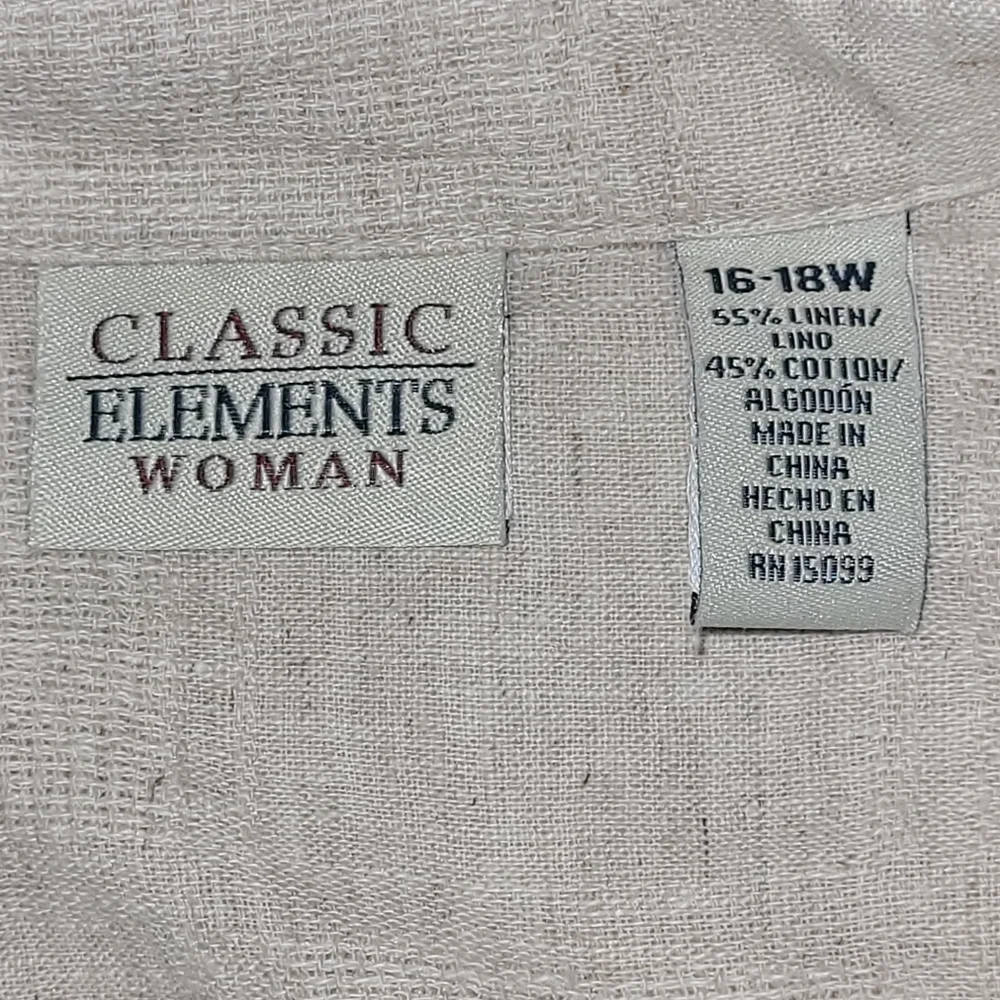 CLASSIC
ELEMENTS
WOMAN
16-18W
55% LINEN/
LINO
45% COTTON/
ALGODÓN
MADE IN
CHINA
HECHO EN
CHINA
RN 15099